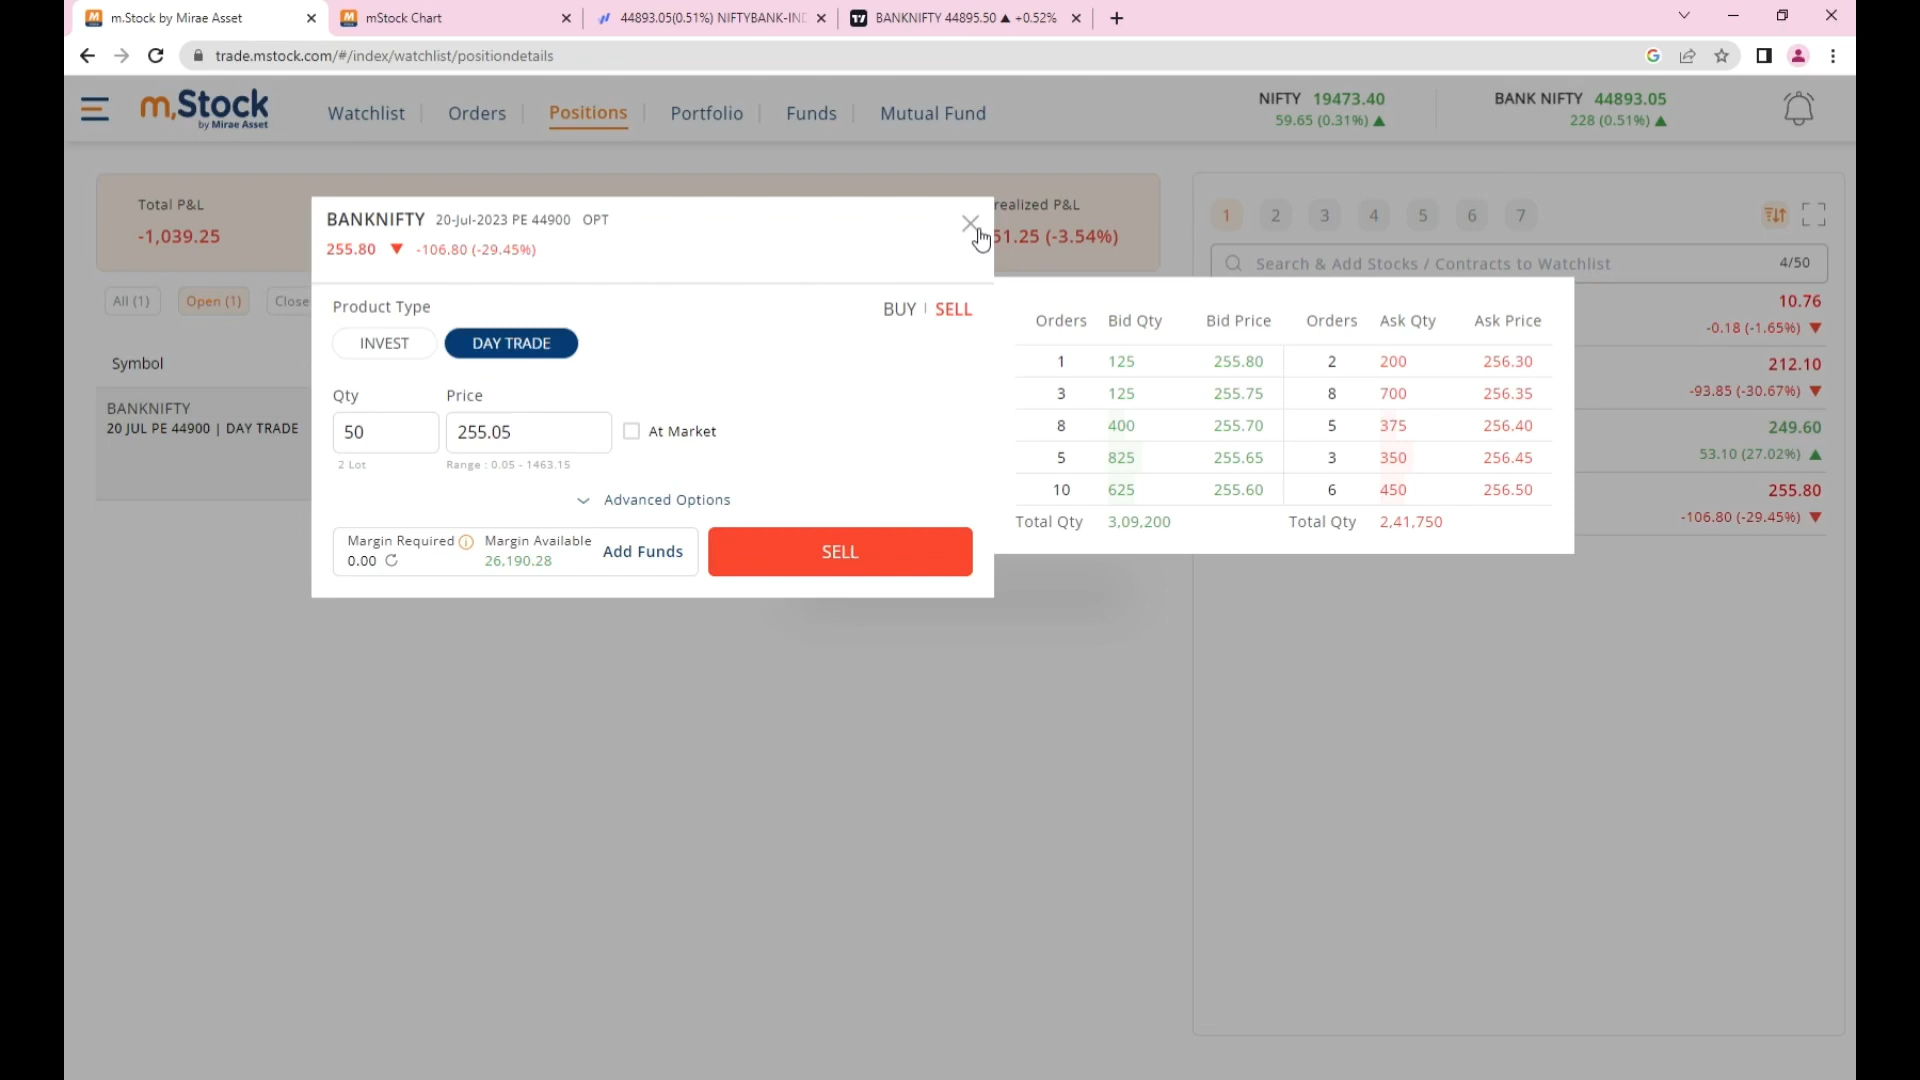 m.Stock by Mirae Asset
mStock Chart
44893.05(0.51%) NIFTYBANK-IND
BANKNIFTY 44895.50 ▲ +0.52%
trade.mstock.com/#/index/watchlist/positiondetails
m.Stock
by Mirae Asset
Watchlist
Orders
Positions
Portfolio
Funds
Mutual Fund
NIFTY 19473.40
59.65 (0.31%) ▲
BANK NIFTY 44893.05
228 (0.51%) ▲
Total P&L
-1,039.25
realized P&L
51.25 (-3.54%)
All (1)
Open (1)
Close
Symbol
BANKNIFTY
20 JUL PE 44900 | DAY TRADE
BANKNIFTY 20-Jul-2023 PE 44900 OPT
255.80 ▼ -106.80 (-29.45%)
Product Type
BUY | SELL
INVEST
DAY TRADE
Qty
Price
50
255.05
At Market
2 Lot
Range : 0.05 - 1463.15
Advanced Options
Margin Required
0.00
Margin Available
26,190.28
Add Funds
SELL
Orders Bid Qty Bid Price Orders Ask Qty Ask Price
1 125 255.80 2 200 256.30
3 125 255.75 8 700 256.35
8 400 255.70 5 375 256.40
5 825 255.65 3 350 256.45
10 625 255.60 6 450 256.50
Total Qty 3,09,200 Total Qty 2,41,750
1 2 3 4 5 6 7
Search & Add Stocks / Contracts to Watchlist
4/50
10.76
-0.18 (-1.65%) ▼
212.10
-93.85 (-30.67%) ▼
249.60
53.10 (27.02%) ▲
255.80
-106.80 (-29.45%) ▼